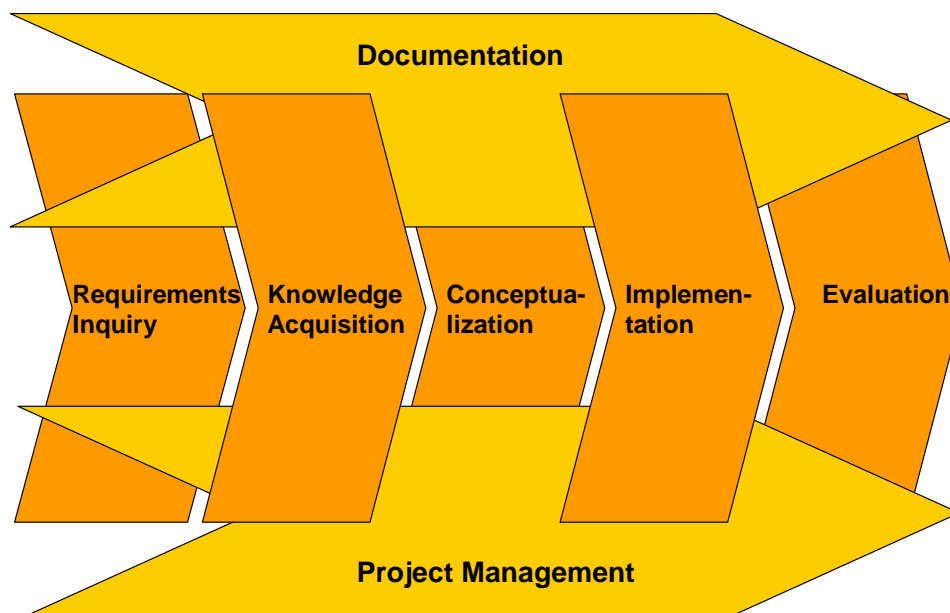 Documentation
Requirements
Inquiry
Knowledge
Acquisition
Conceptua-
lization
Implemen-
tation
Evaluation
Project Management